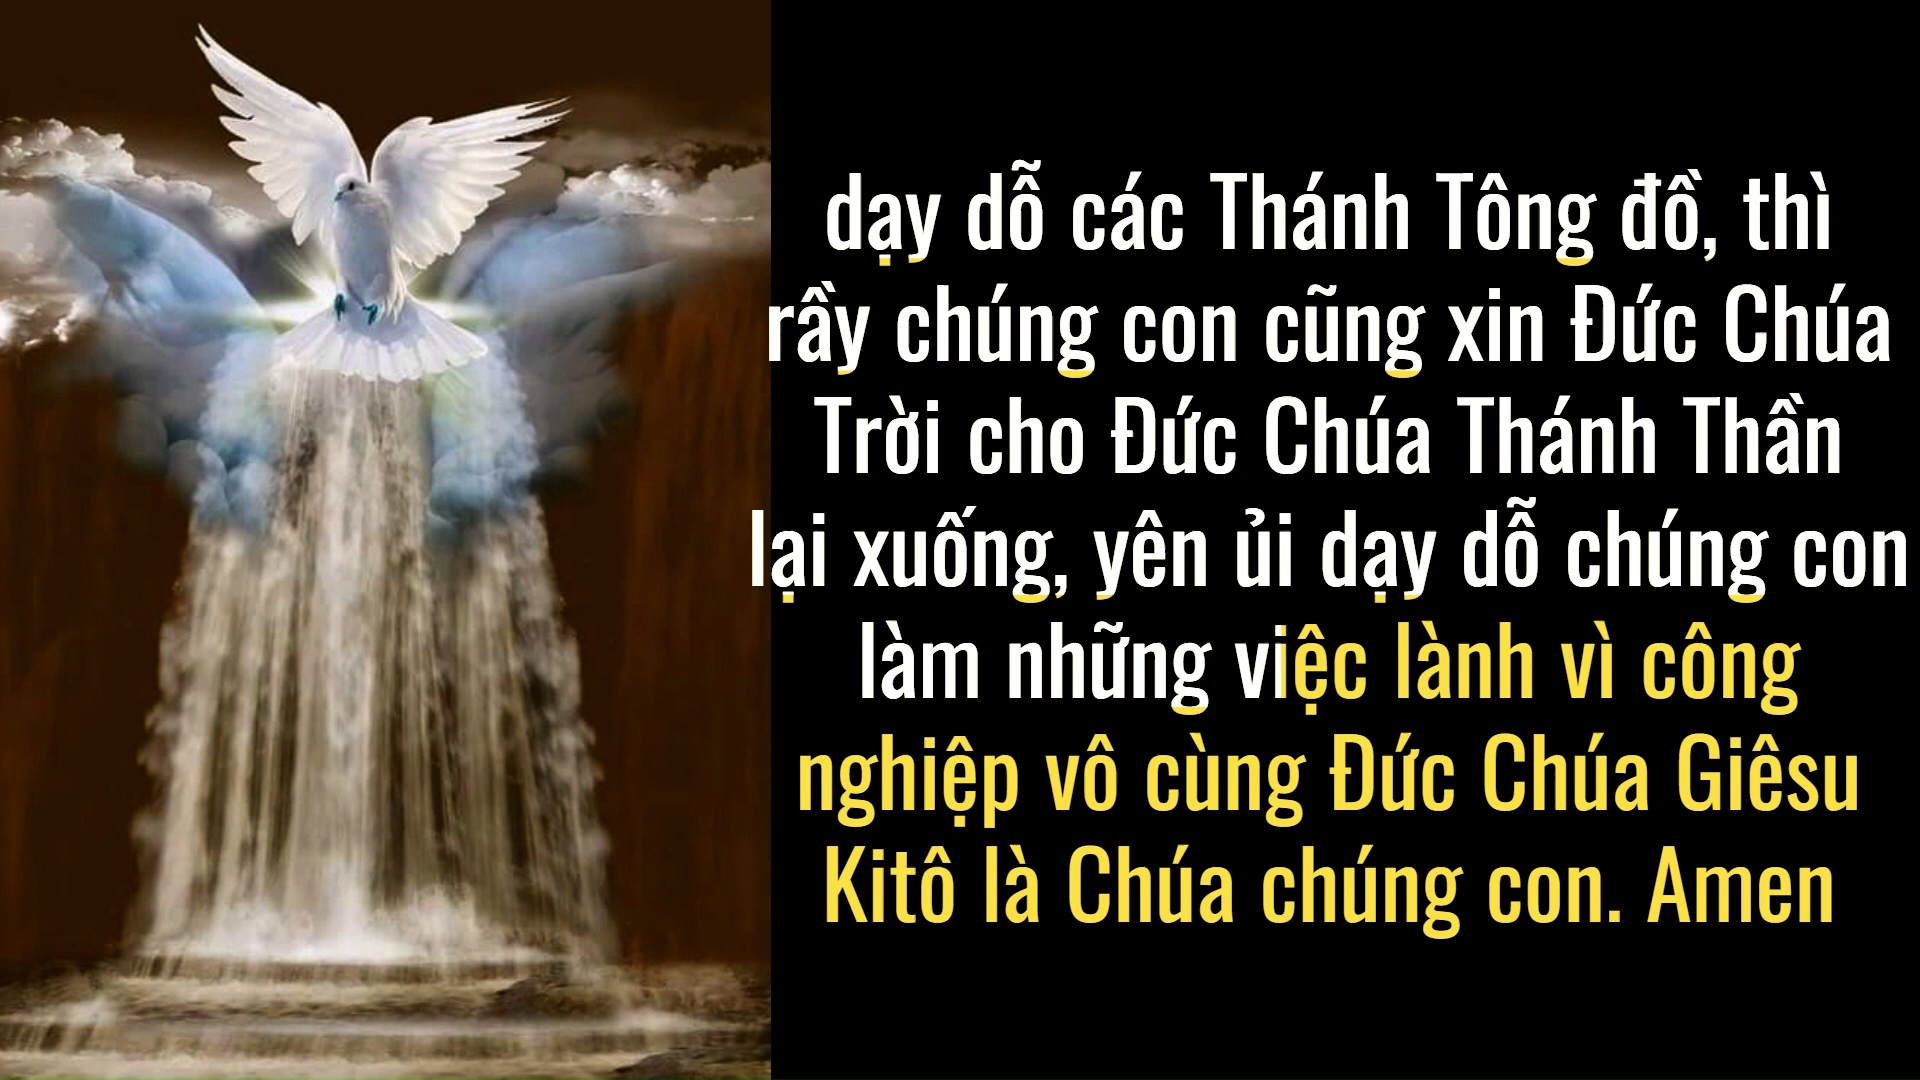 dạy dỗ các Thánh Tông đồ, thì
rầy chúng con cũng xin Đức Chúa
Trời cho Đức Chúa Thánh Thần
lại xuống, yên ủi dạy dỗ chúng con
làm những việc lành vì công
nghiệp vô cùng Đức Chúa Giêsu
Kitô là Chúa chúng con. Amen